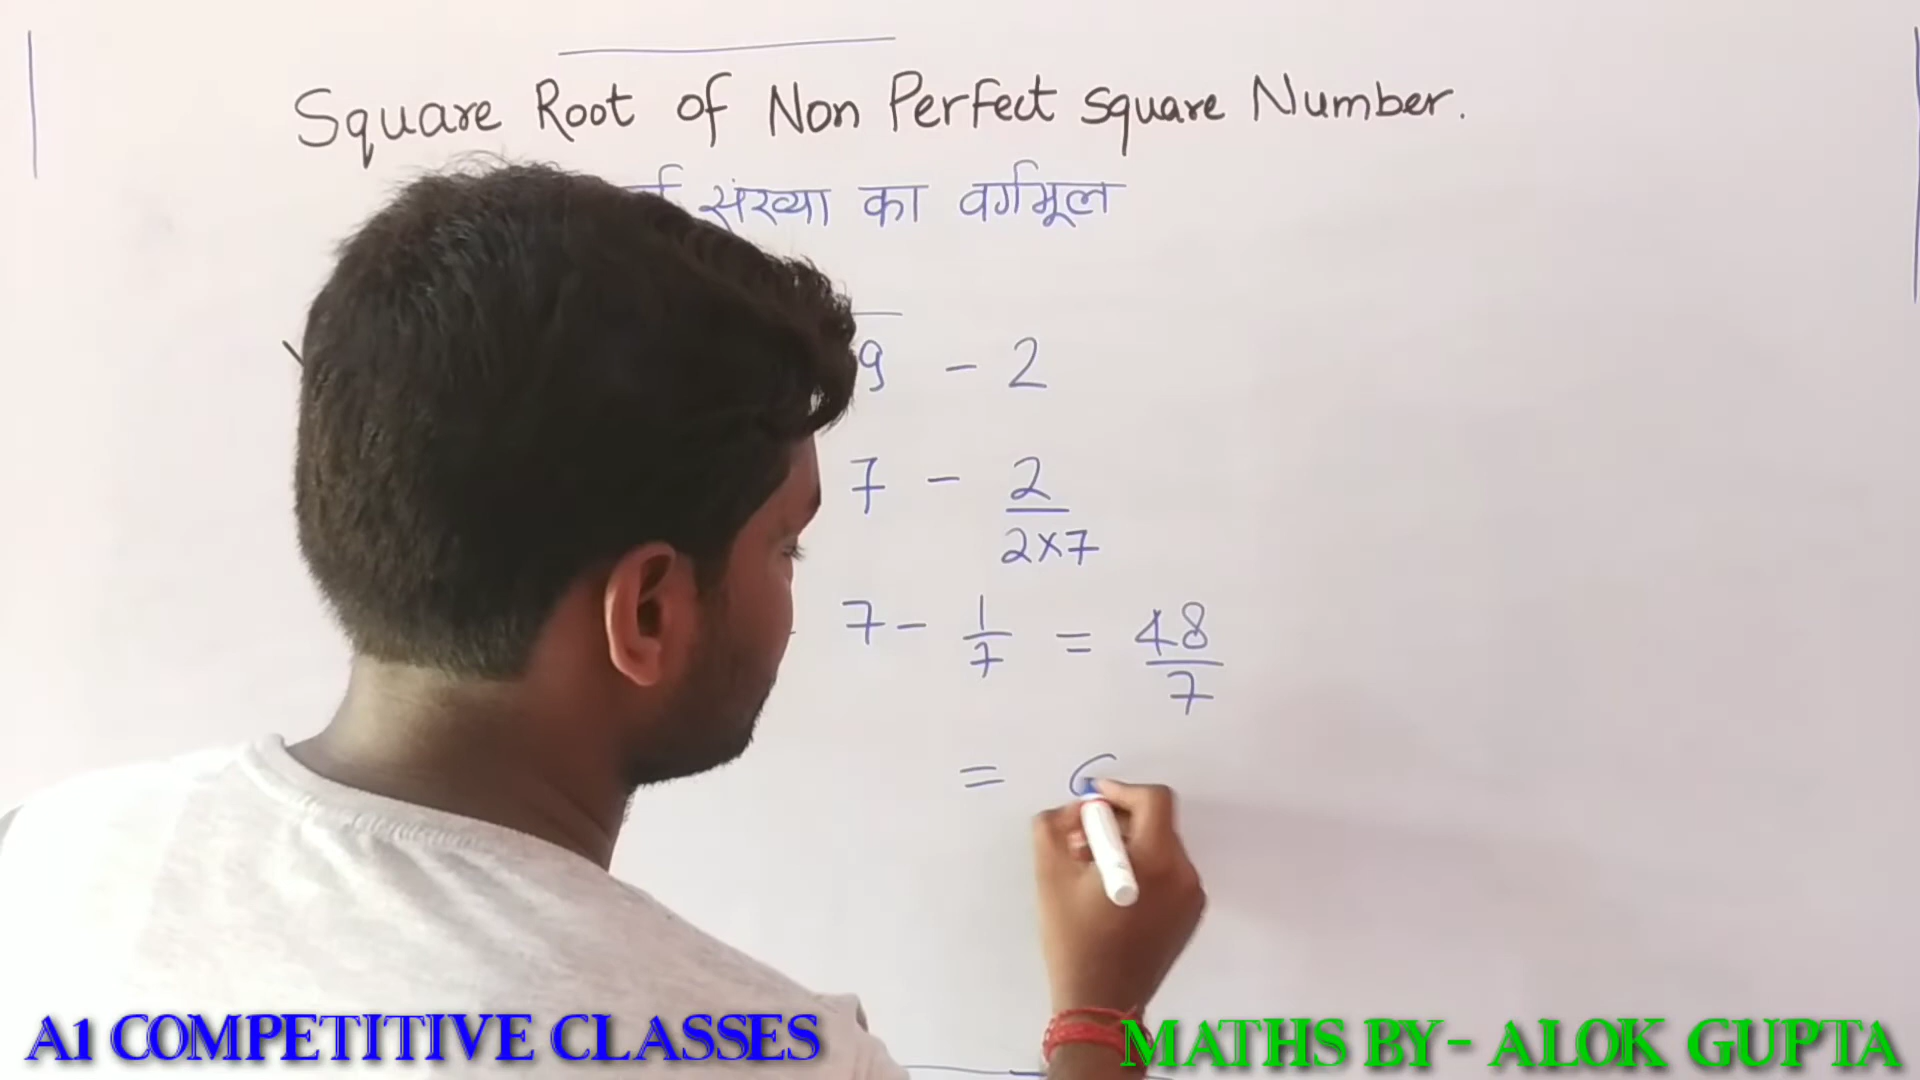 Square Root of Non Perfect square Number.
संख्या का वर्गमूल
9 - 2
7 - 2/2×7
7 - 1/7 = 48/7
= 6
A1 COMPETITIVE CLASSES
MATHS BY- ALOK GUPTA